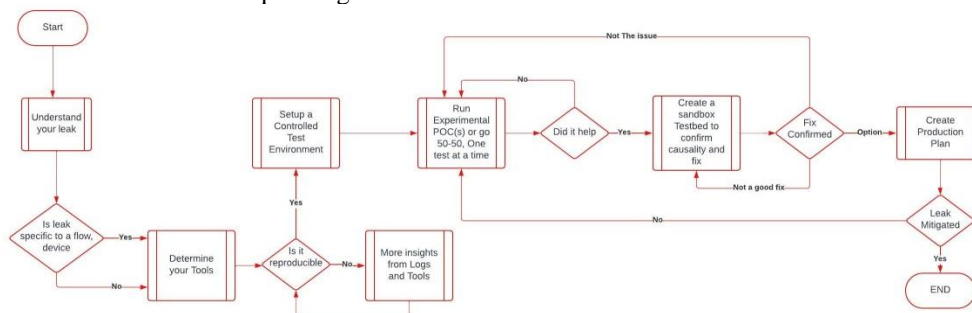 Start
Understand
your leak
Is leak
specific to a flow,
device
Yes
No
Determine
your Tools
Is it
reproducible
Yes
No
Setup a
Controlled
Test
Environment
More insights
from Logs
and Tools
Run
Experimental
POC(s) or go
50-50, One
test at a time
Did it help
No
Yes
Create a
sandbox
Testbed to
confirm
causality and
fix
Fix
Confirmed
Not The issue
Not a good fix
Option
Create
Production
Plan
Leak
Mitigated
No
Yes
END